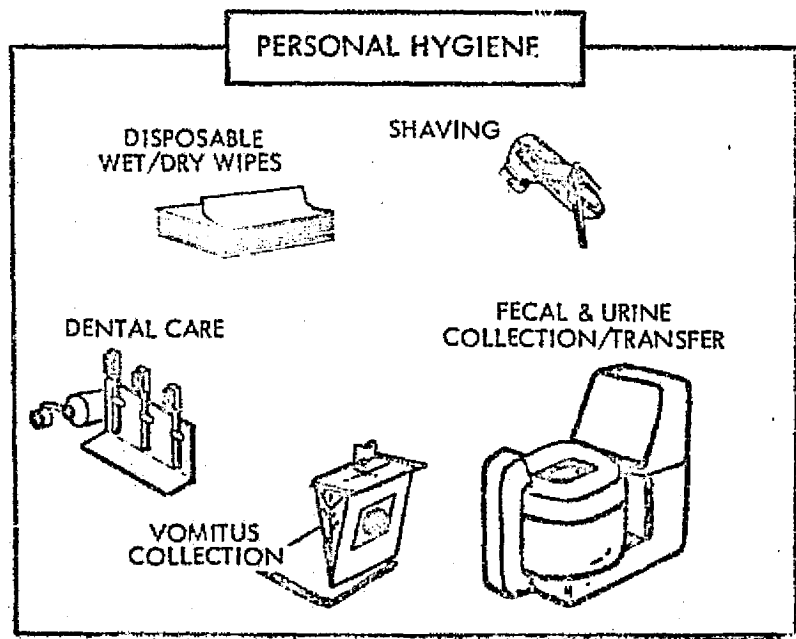 PERSONAL HYGIENE
DISPOSABLE
WET/DRY WIPES
SHAVING
DENTAL CARE
FECAL & URINE
COLLECTION/TRANSFER
VOMITUS
COLLECTION